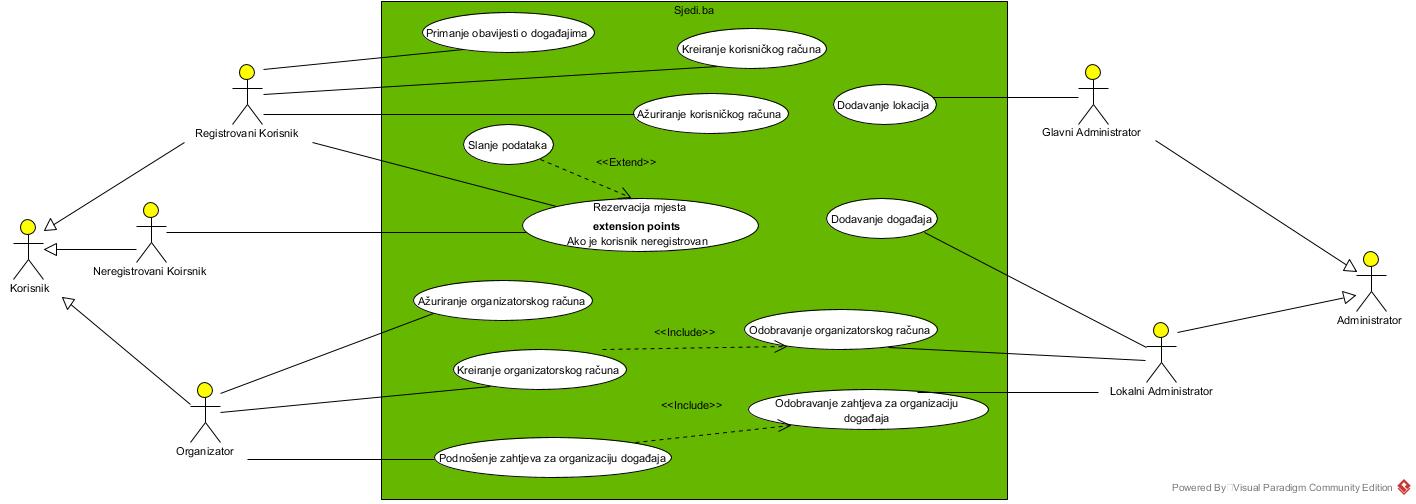 Sjedi.ba
Primanje obavijesti o događajima
Kreiranje korisničkog računa
Registrovani Korisnik
Ažuriranje korisničkog računa
Dodavanje lokacija
Glavni Administrator
Slanje podataka
<<Extend>>
Rezervacija mjesta
extension points
Ako je korisnik neregistrovan
Dodavanje događaja
Neregistrovani Koirsnik
Korisnik
Administrator
Ažuriranje organizatorskog računa
<<Include>>
Odobravanje organizatorskog računa
Kreiranje organizatorskog računa
Lokalni Administrator
<<Include>>
Odobravanje zahtjeva za organizaciju
događaja
Organizator
Podnošenje zahtjeva za organizaciju događaja
Powered By Visual Paradigm Community Edition